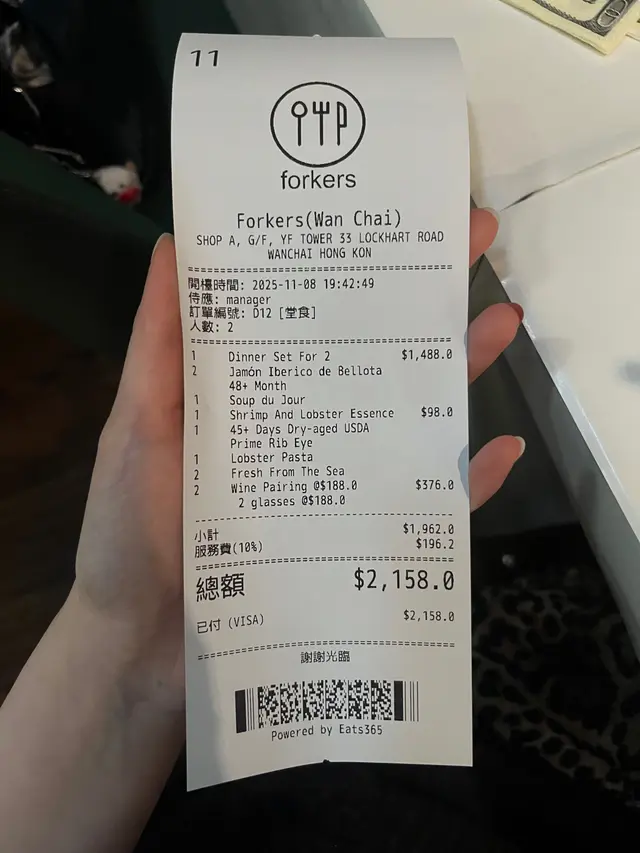 11
forkers
Forkers(Wan Chai)
SHOP A, G/F, YF TOWER 33 LOCKHART ROAD
WANCHAI HONG KON
開檯時間: 2025-11-08 19:42:49
侍應: manager
訂單編號: D12 [堂食]
人數: 2
1 Dinner Set For 2 $1,488.0
2 Jamón Iberico de Bellota
48+ Month
1 Soup du Jour
1 Shrimp And Lobster Essence $98.0
1 45+ Days Dry-aged USDA
Prime Rib Eye
1 Lobster Pasta
2 Fresh From The Sea
2 Wine Pairing @$188.0 $376.0
2 glasses @$188.0
小計 $1,962.0
服務費(10%) $196.2
總額 $2,158.0
已付 (VISA) $2,158.0
謝謝光臨
Powered by Eats365